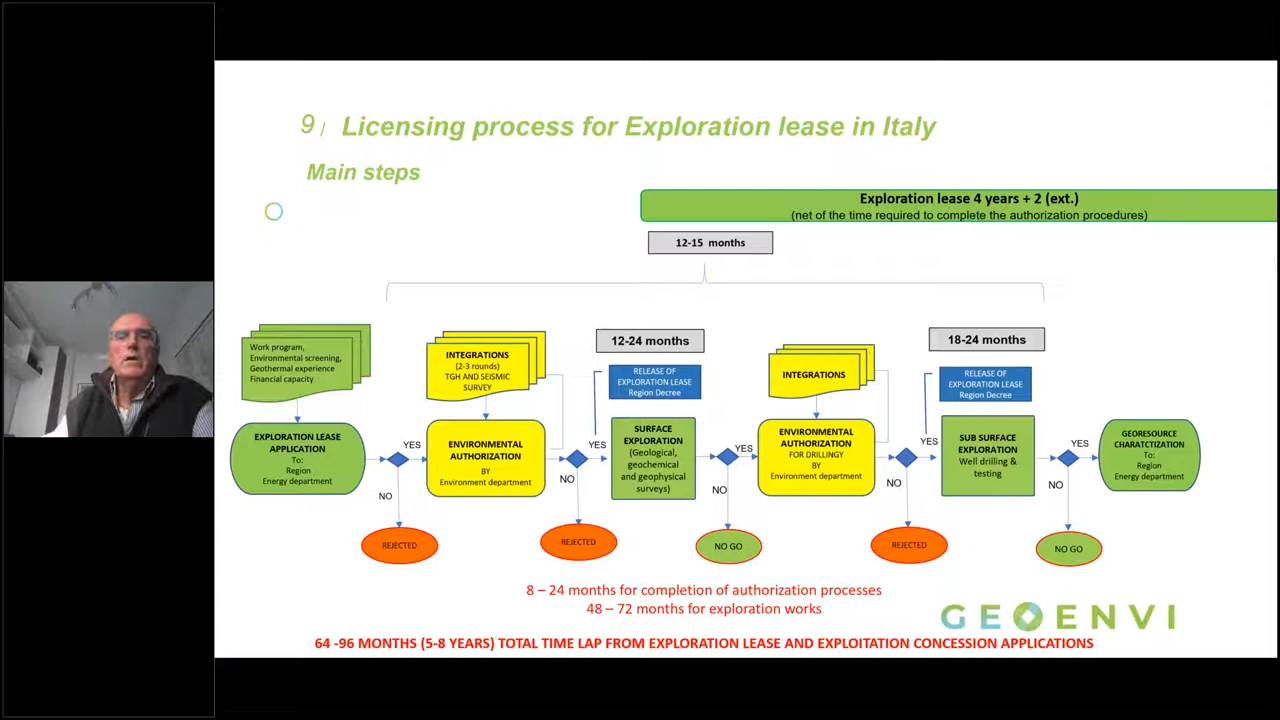 9 / Licensing process for Exploration lease in Italy
Main steps
Exploration lease 4 years + 2 (ext.)
(net of the time required to complete the authorization procedures)
12-15 months
Work program,
Environmental screening,
Geothermal experience
Financial capacity
INTEGRATIONS
(2-3 rounds)
TGH AND SEISMIC
SURVEY
12-24 months
RELEASE OF
EXPLORATION LEASE
Region Decree
INTEGRATIONS
18-24 months
RELEASE OF
EXPLORATION LEASE
Region Decree
EXPLORATION LEASE
APPLICATION
To:
Region
Energy department
YES
NO
REJECTED
ENVIRONMENTAL
AUTHORIZATION
BY
Environment department
YES
NO
REJECTED
SURFACE
EXPLORATION
(Geological,
geochemical
and geophysical
surveys)
YES
NO
NO GO
ENVIRONMENTAL
AUTHORIZATION
FOR DRILLINGY
BY
Environment department
YES
NO
REJECTED
SUB SURFACE
EXPLORATION
Well drilling &
testing
YES
NO
NO GO
GEORESOURCE
CHARATCTIZATION
To:
Region
Energy department
8 – 24 months for completion of authorization processes
48 – 72 months for exploration works
GEOENVI
64 -96 MONTHS (5-8 YEARS) TOTAL TIME LAP FROM EXPLORATION LEASE AND EXPLOITATION CONCESSION APPLICATIONS